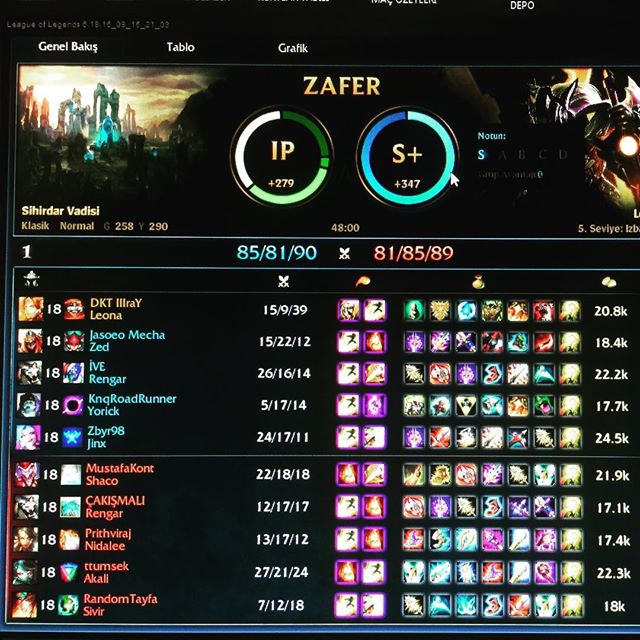 MAÇ ÖZETLERİ
DEPO
League of Legends 6.18.16_09_16_21_03
Genel Bakış Tablo Grafik
ZAFER
IP
+279
S+
+347
Notun:
S A B C D
Sihirdar Vadisi
Klasik Normal G 258 Y 290
48:00
5. Seviye:
1 85/81/90 81/85/89
18 DKT IIIraY Leona 15/9/39 20.8k
18 Jasoeo Mecha Zed 15/22/12 18.4k
18 İVE Rengar 26/16/14 22.2k
18 KnqRoadRunner Yorick 5/17/14 17.7k
18 Zbyr98 Jinx 24/17/11 24.5k
18 MustafaKont Shaco 22/18/18 21.9k
18 ÇAKIŞMALI Rengar 12/17/17 17.1k
18 Prithviraj Nidalee 13/17/12 17.4k
18 ttumsek Akali 27/21/24 22.3k
18 RandomTayfa Sivir 7/12/18 18k